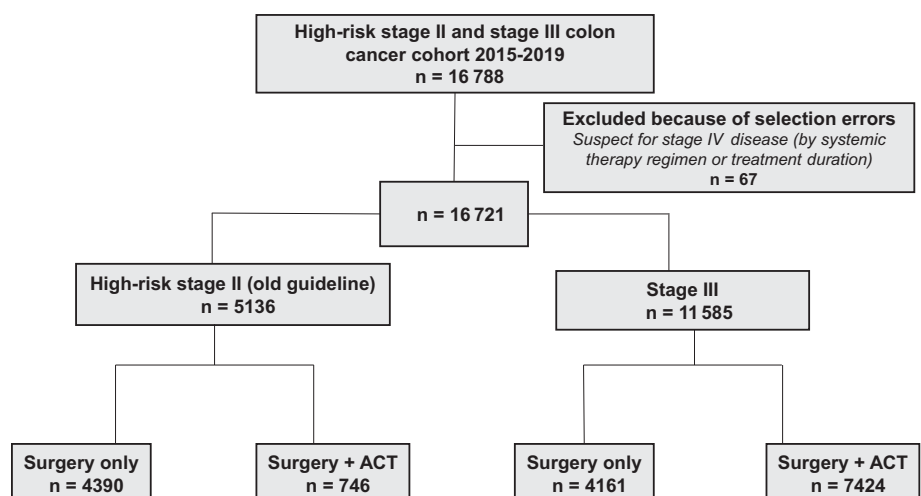 High-risk stage II and stage III colon
cancer cohort 2015-2019
n = 16 788
Excluded because of selection errors
Suspect for stage IV disease (by systemic
therapy regimen or treatment duration)
n = 67
n = 16 721
High-risk stage II (old guideline)
n = 5136
Stage III
n = 11 585
Surgery only
n = 4390
Surgery + ACT
n = 746
Surgery only
n = 4161
Surgery + ACT
n = 7424